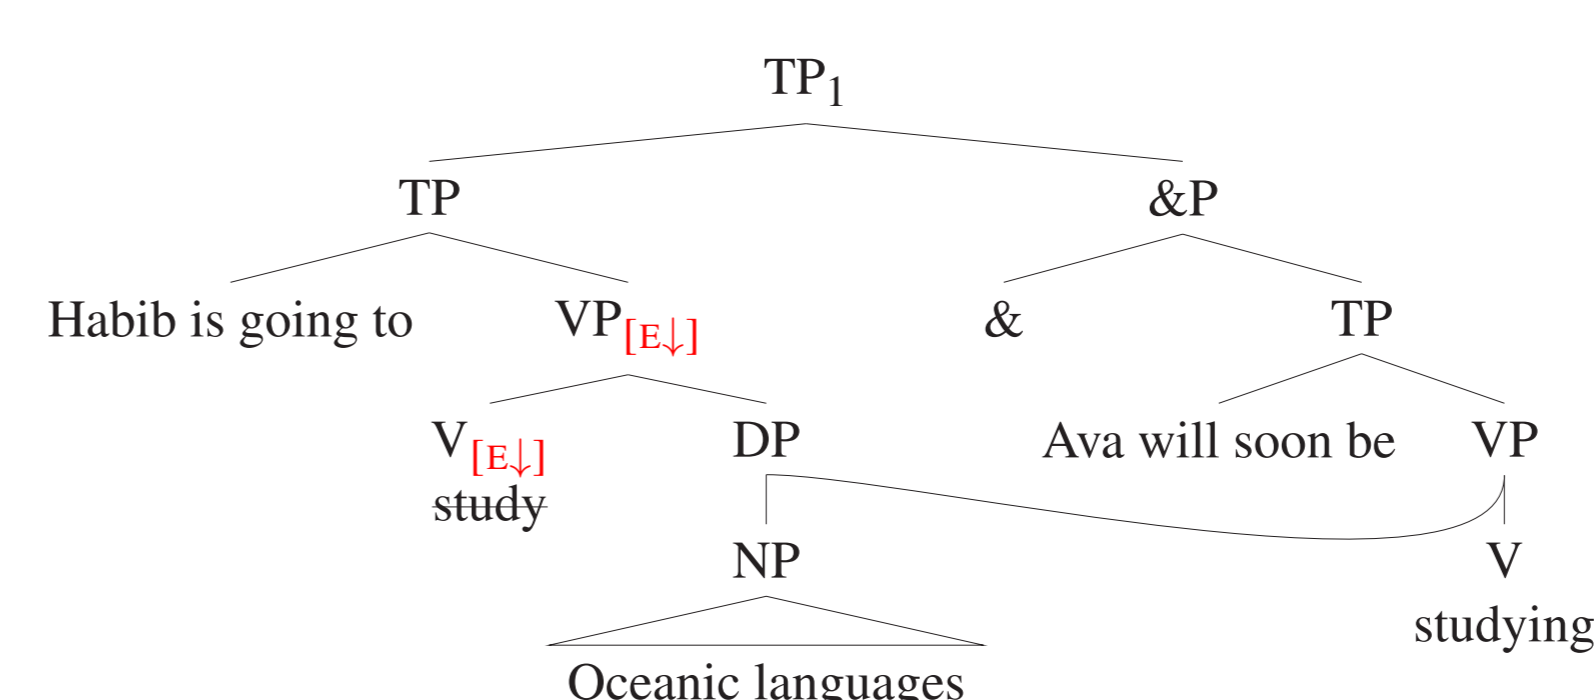 TP1
TP &P
Habib is going to VP[E↓] & TP
V[E↓] DP Ava will soon be VP
study
NP V
studying
Oceanic languages